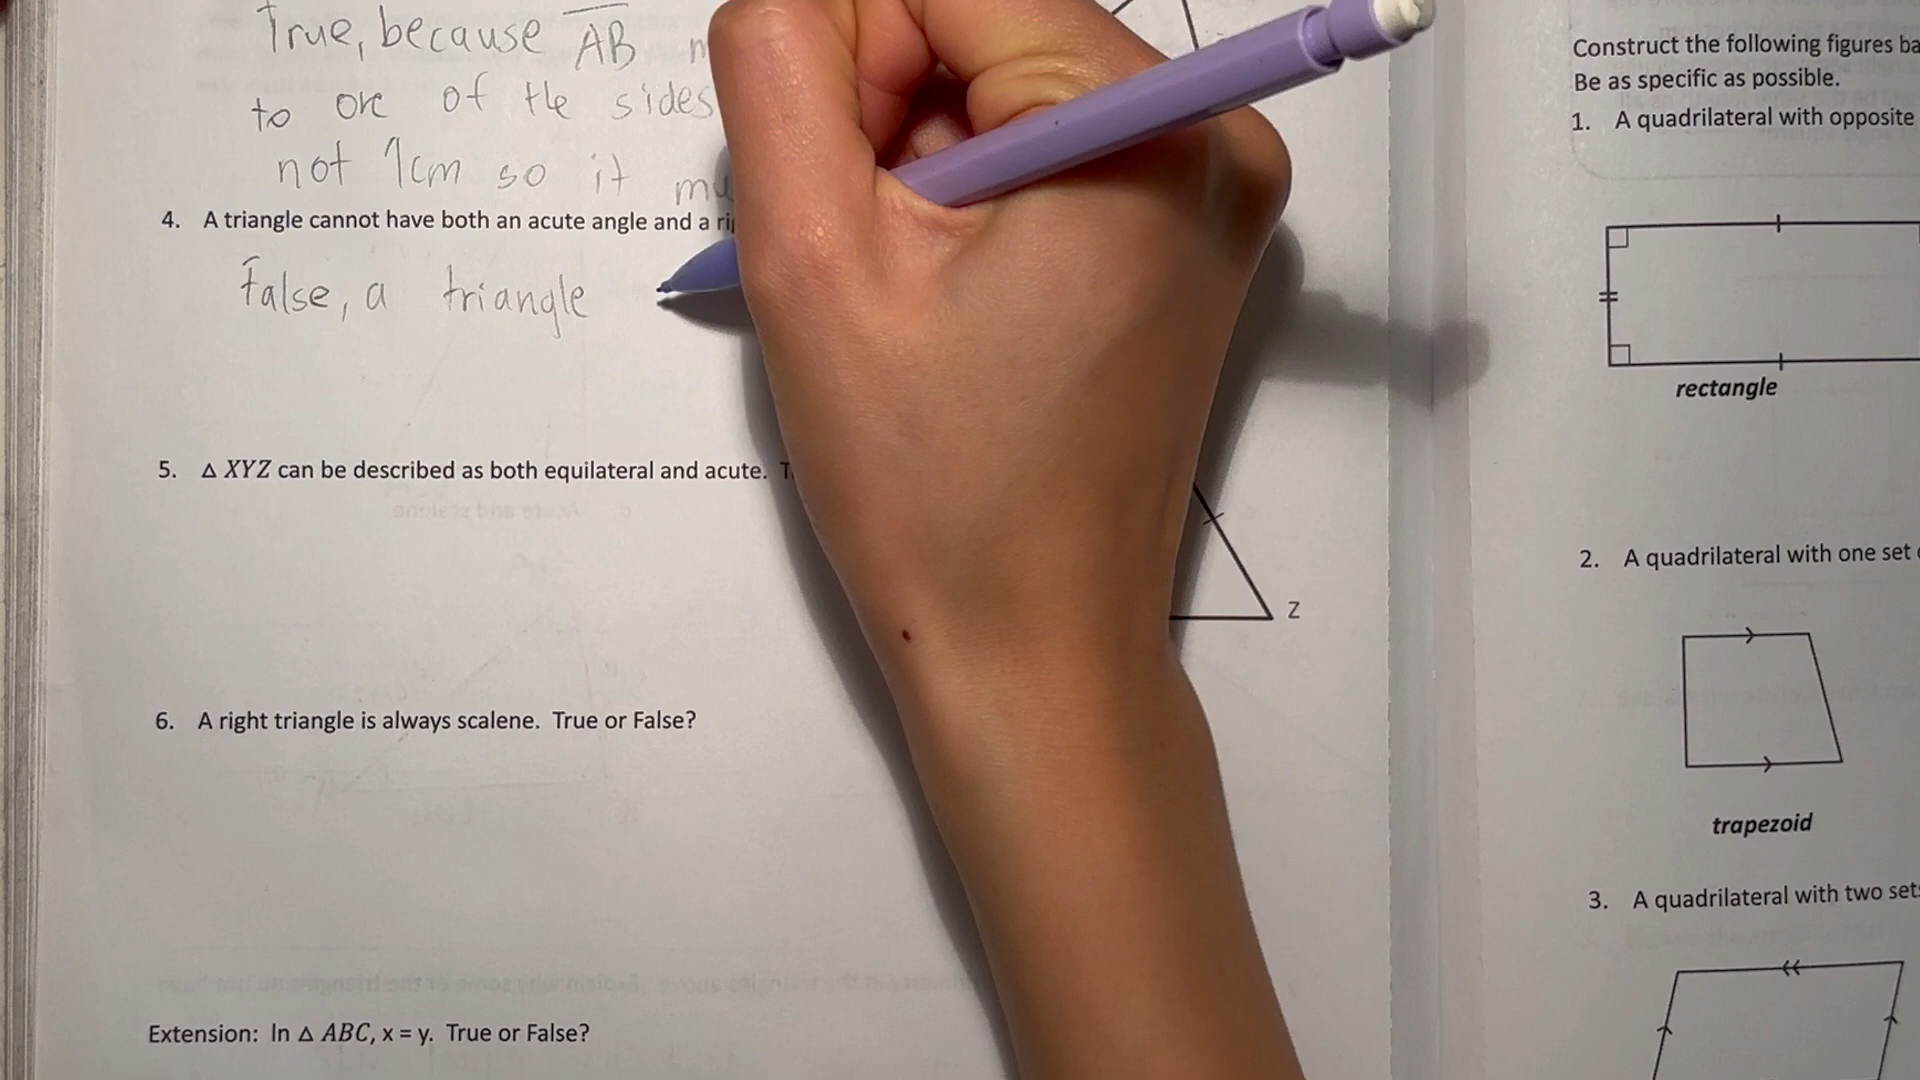 True, because AB
to one of the sides
not 1cm so it
4. A triangle cannot have both an acute angle and a
False, a triangle
5. △ XYZ can be described as both equilateral and acute.
Z
6. A right triangle is always scalene. True or False?
Extension: In △ ABC, x = y. True or False?
Construct the following figures
Be as specific as possible.
1. A quadrilateral with opposite
rectangle
2. A quadrilateral with one set
trapezoid
3. A quadrilateral with two